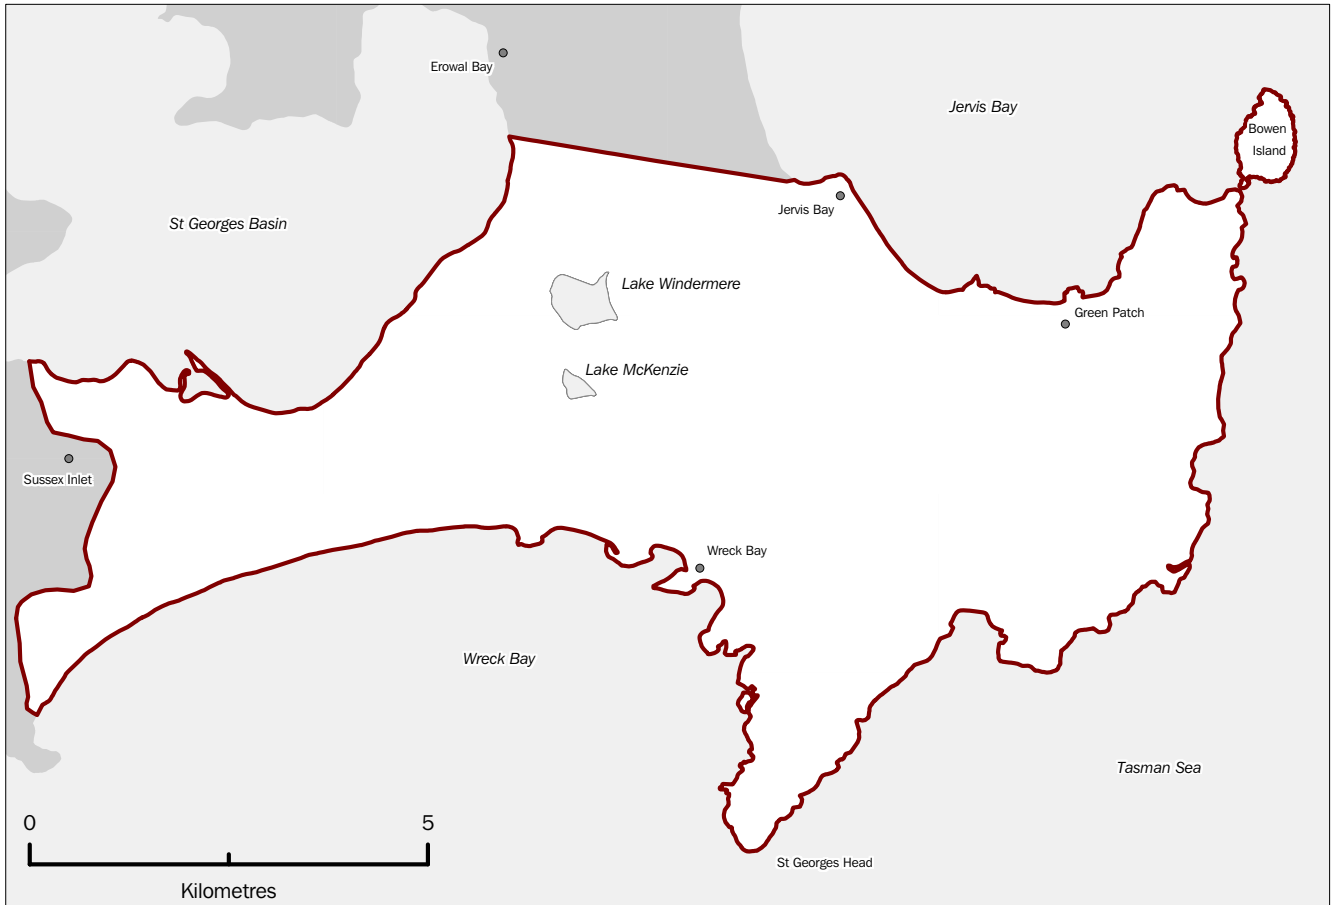 Erowal Bay
Jervis Bay
Bowen
Island
Jervis Bay
St Georges Basin
Lake Windermere
Green Patch
Lake McKenzie
Sussex Inlet
Wreck Bay
Wreck Bay
Tasman Sea
0 5
St Georges Head
Kilometres